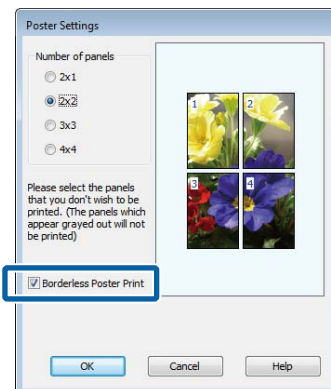 Poster Settings
Number of panels
2x1
2x2
3x3
4x4
Please select the panels
that you don't wish to be
printed. (The panels which
appear grayed out will not
be printed)
Borderless Poster Print
1
2
3
4
OK
Cancel
Help